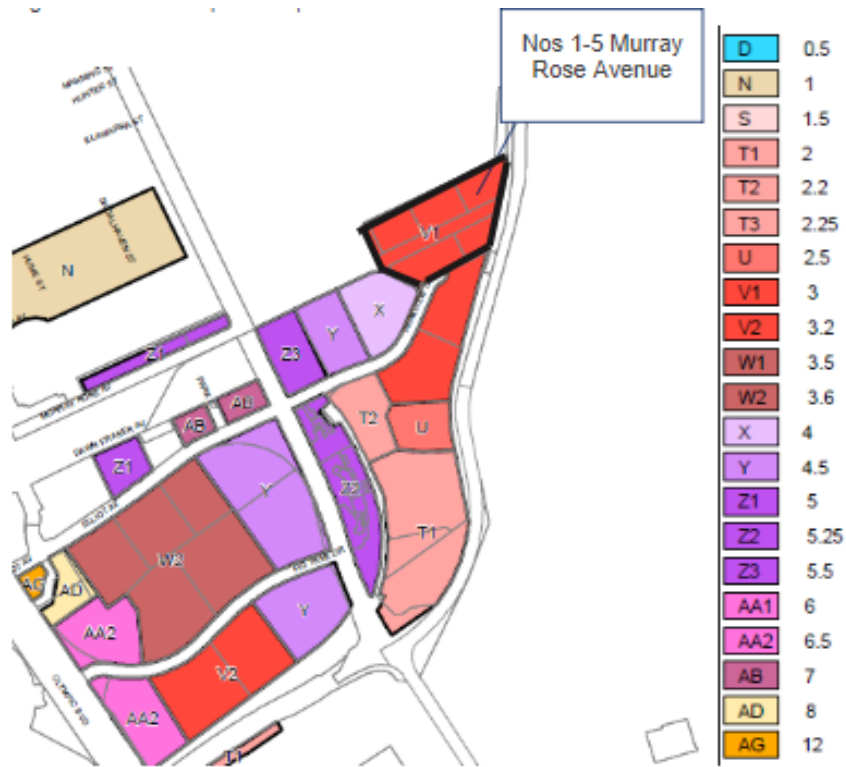 Nos 1-5 Murray
Rose Avenue
D 0.5
N 1
S 1.5
T1 2
T2 2.2
T3 2.25
U 2.5
V1 3
V2 3.2
W1 3.5
W2 3.6
X 4
Y 4.5
Z1 5
Z2 5.25
Z3 5.5
AA1 6
AA2 6.5
AB 7
AD 8
AG 12
HUNTER ST
N
V1
X
Y
Z3
Z1
AB
AB
T2
U
Z1
Y
Z2
T1
W2
AG
AD
Y
AA2
V2
AA2